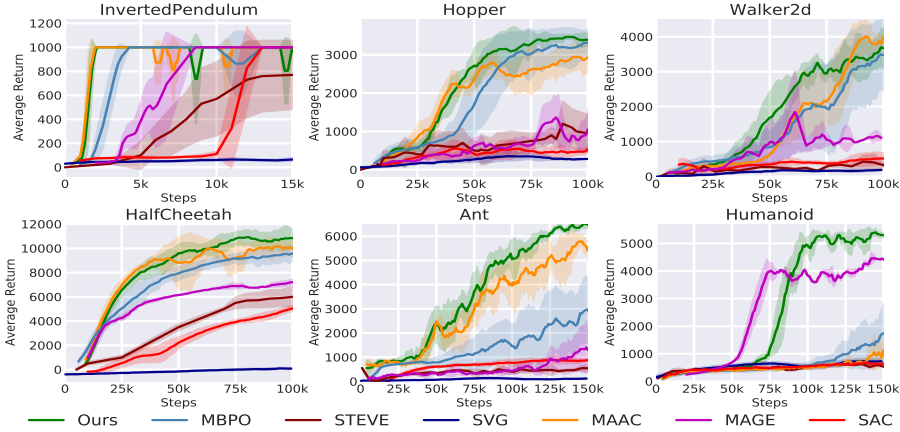 InvertedPendulum
Hopper
Walker2d
Average Return
1200
1000
800
600
400
200
0
0
5k
10k
15k
Steps
Average Return
3000
2000
1000
0
0
25k
50k
75k
100k
Steps
Average Return
4000
3000
2000
1000
0
0
25k
50k
75k
100k
Steps
HalfCheetah
Ant
Humanoid
Average Return
12000
10000
8000
6000
4000
2000
0
0
25k
50k
75k
100k
Steps
Average Return
6000
5000
4000
3000
2000
1000
0
0
25k
50k
75k
100k
125k
150k
Steps
Average Return
5000
4000
3000
2000
1000
0
0
25k
50k
75k
100k
125k
150k
Steps
Ours MBPO STEVE SVG MAAC MAGE SAC